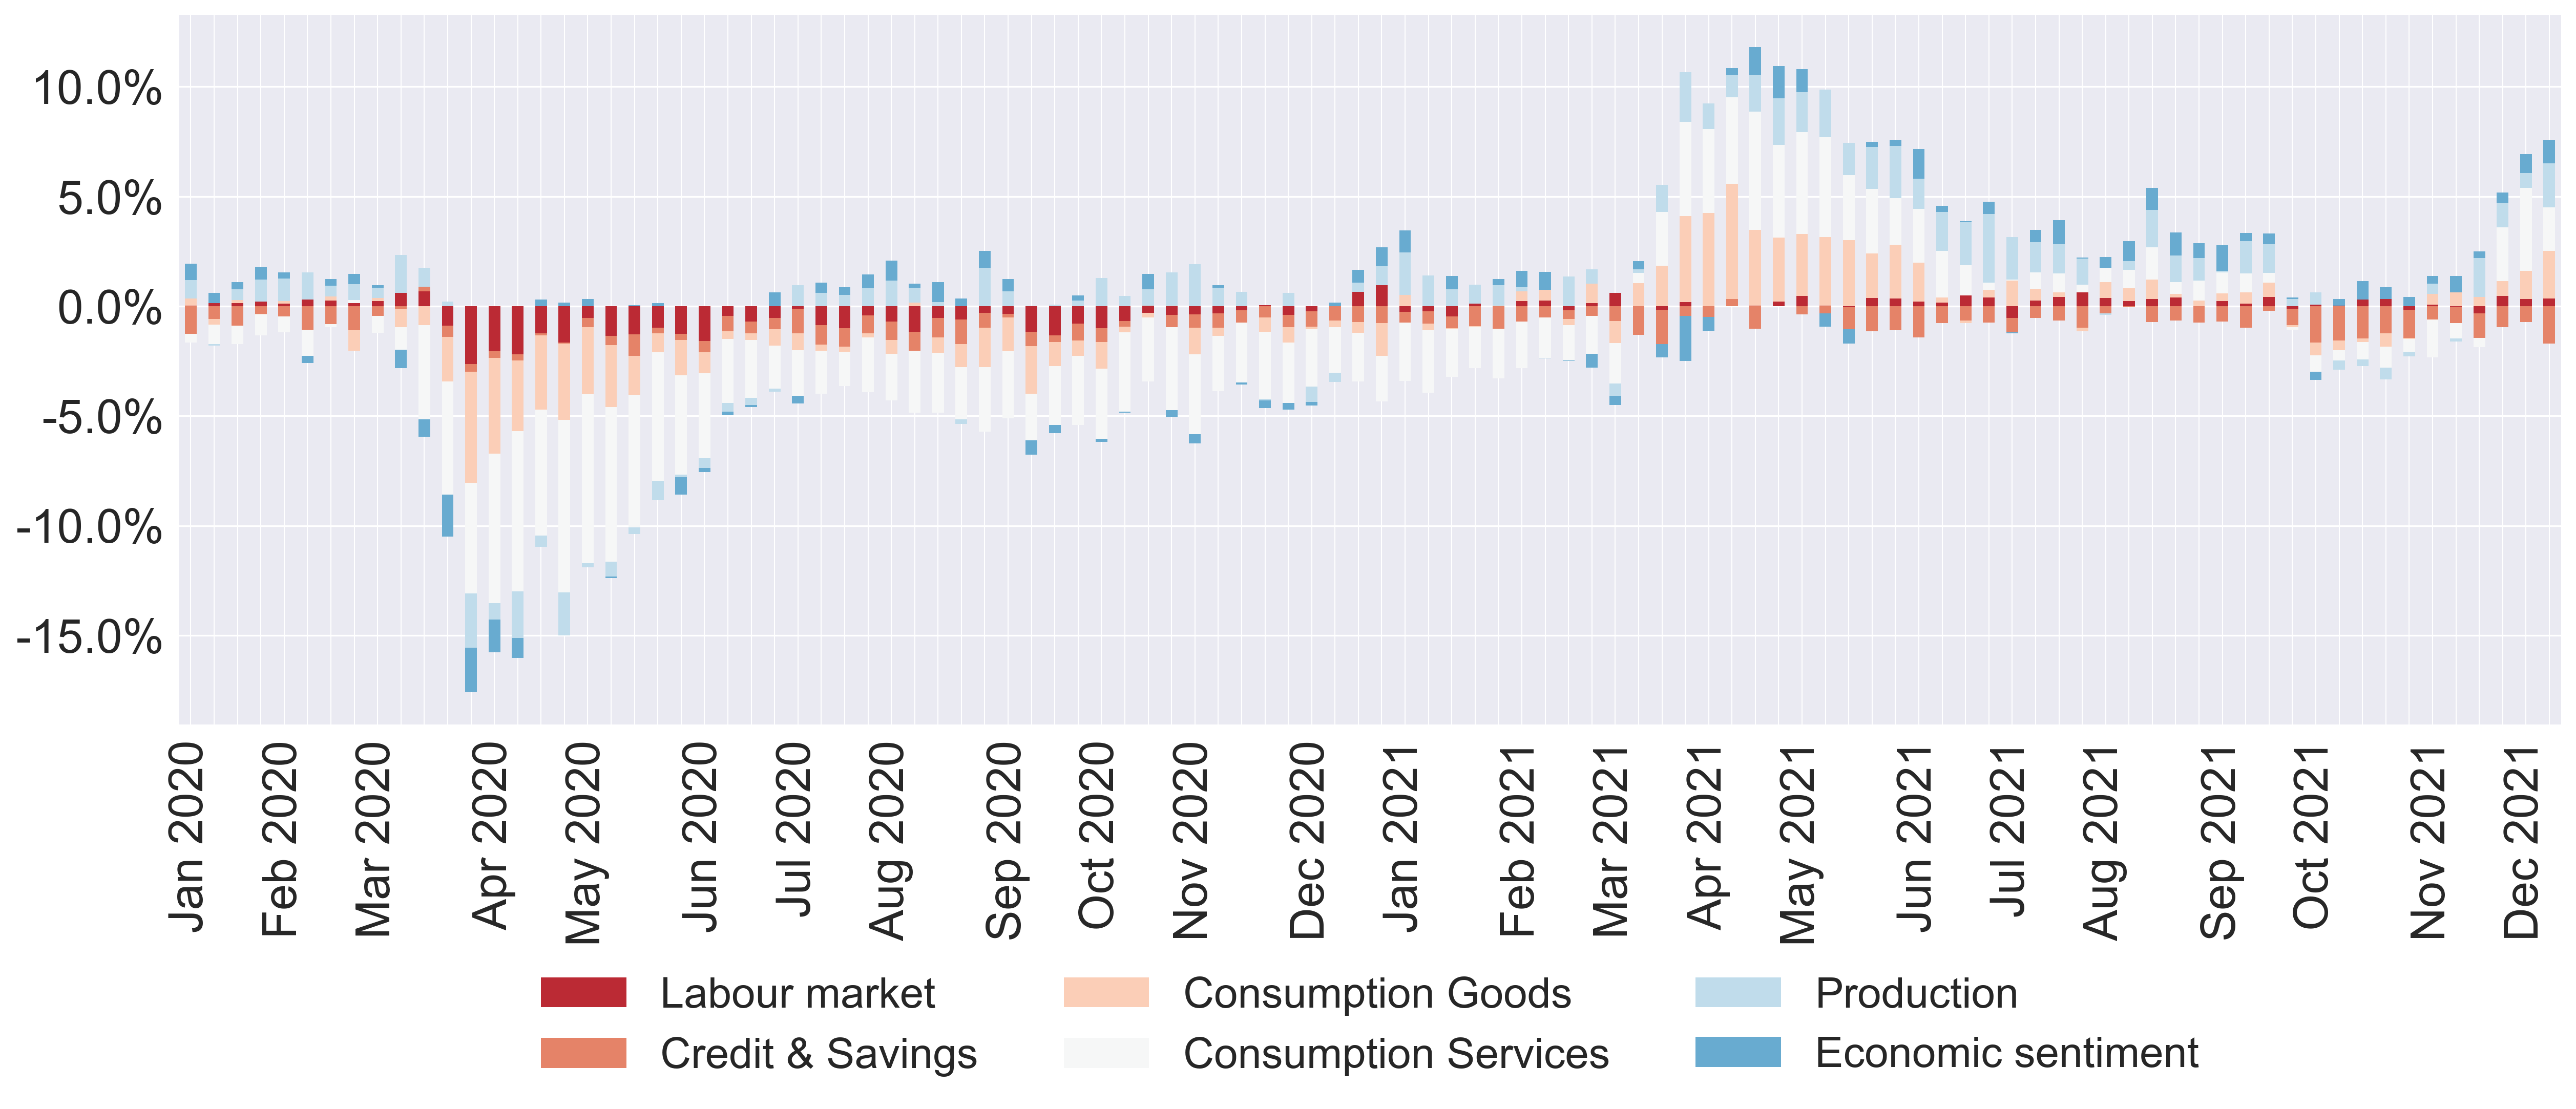 10.0%
5.0%
0.0%
-5.0%
-10.0%
-15.0%
Jan 2020
Feb 2020
Mar 2020
Apr 2020
May 2020
Jun 2020
Jul 2020
Aug 2020
Sep 2020
Oct 2020
Nov 2020
Dec 2020
Jan 2021
Feb 2021
Mar 2021
Apr 2021
May 2021
Jun 2021
Jul 2021
Aug 2021
Sep 2021
Oct 2021
Nov 2021
Dec 2021
Labour market
Consumption Goods
Production
Credit & Savings
Consumption Services
Economic sentiment